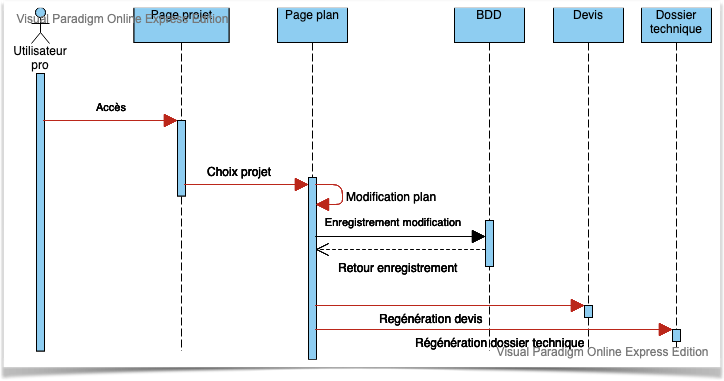 Visual Paradigm Online Express Edition
Page projet
Page plan
BDD
Devis
Dossier
technique
Utilisateur
pro
Accès
Choix projet
Modification plan
Enregistrement modification
Retour enregistrement
Regénération devis
Régénération dossier technique
Visual Paradigm Online Express Edition